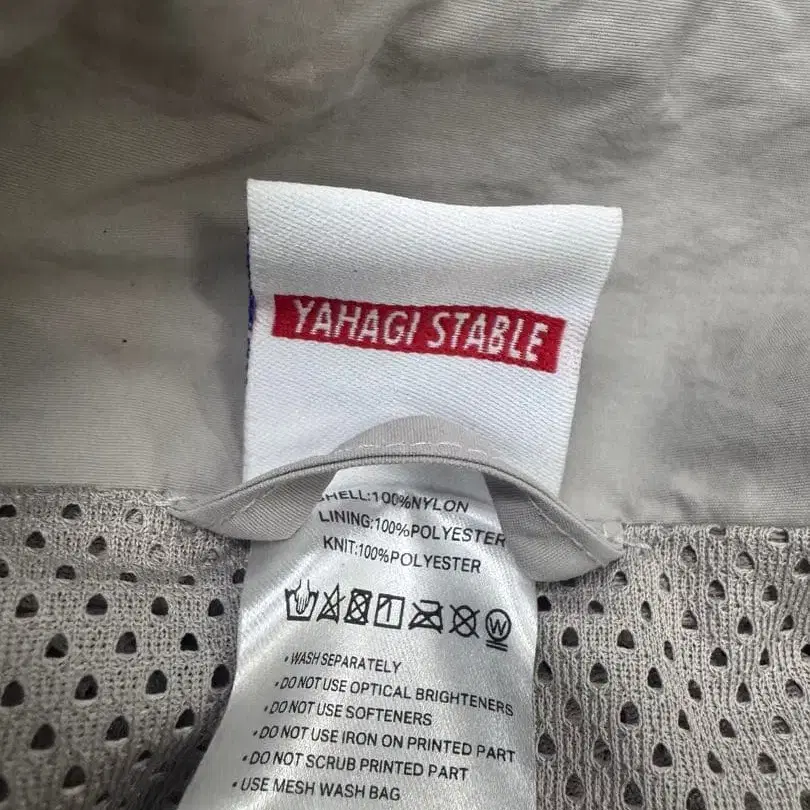 YAHAGI STABLE
SHELL:100%NYLON
LINING:100%POLYESTER
KNIT:100%POLYESTER
W
• WASH SEPARATELY
• DO NOT USE OPTICAL BRIGHTENERS
• DO NOT USE SOFTENERS
• DO NOT USE IRON ON PRINTED PART
• DO NOT SCRUB PRINTED PART
• USE MESH WASH BAG